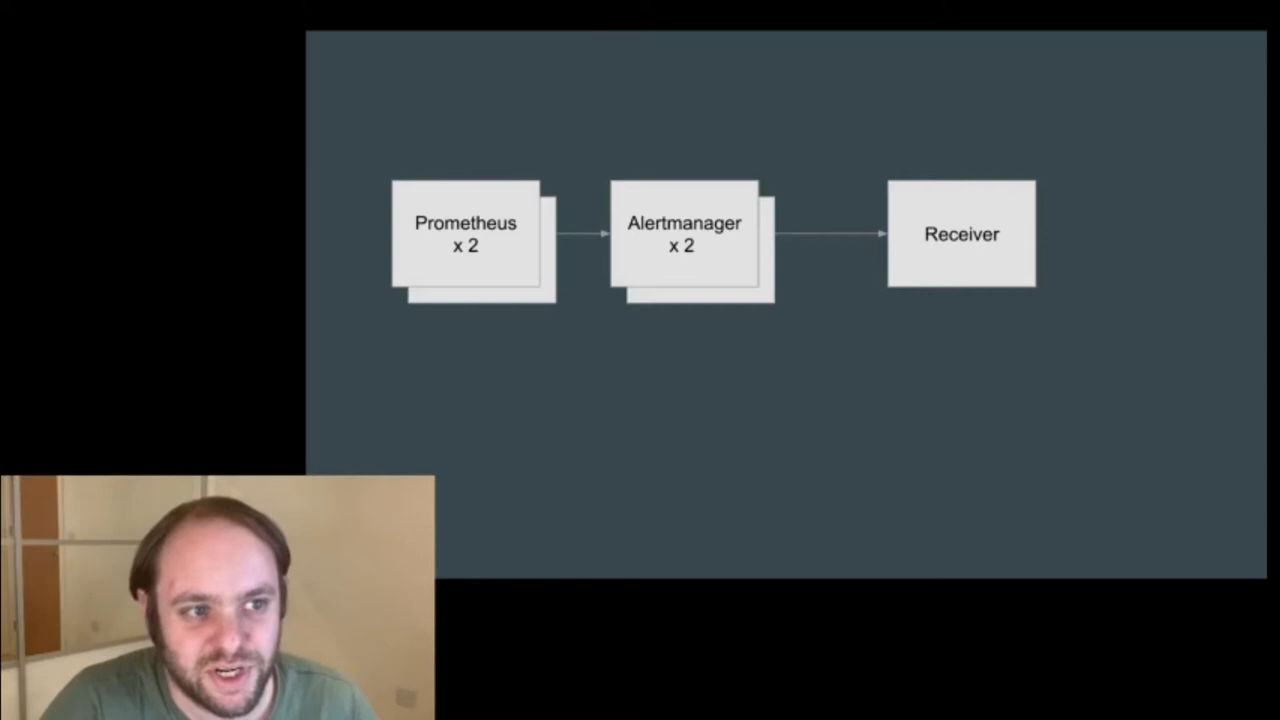 Prometheus
x 2
Alertmanager
x 2
Receiver